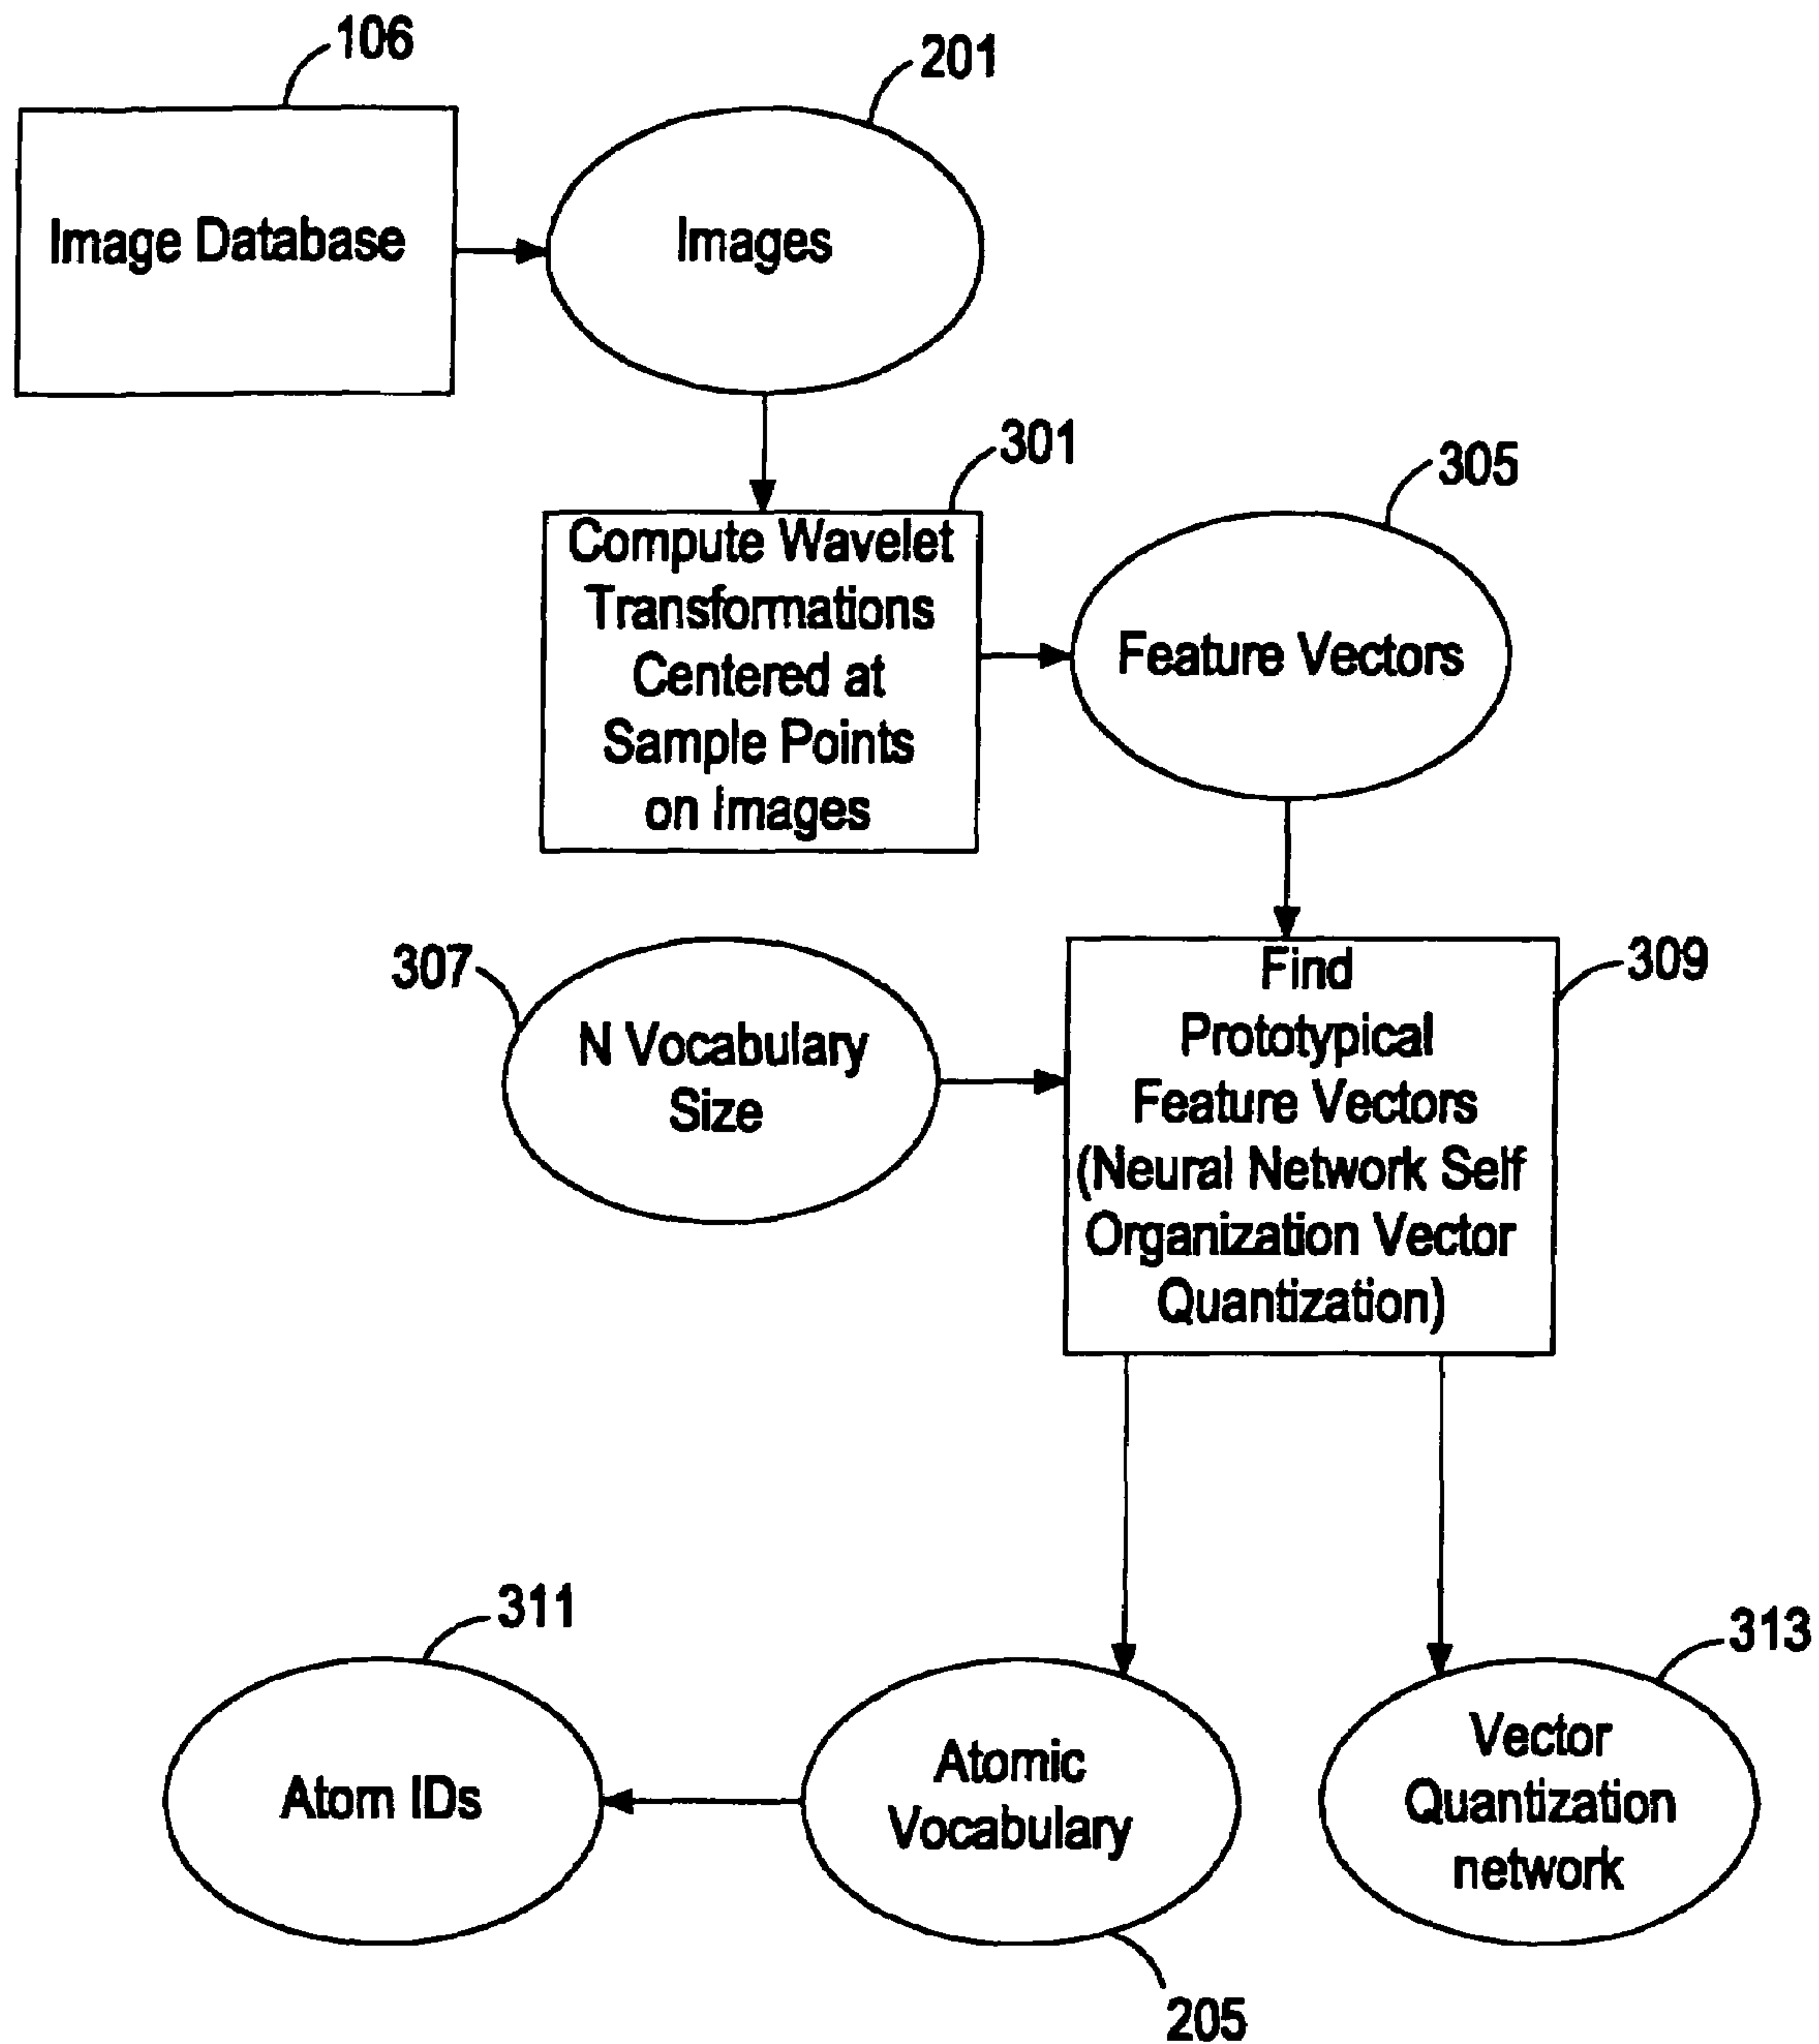 106
201
Image Database
Images
301
305
Compute Wavelet
Transformations
Centered at
Sample Points
on Images
Feature Vectors
307
309
N Vocabulary
Size
Find
Prototypical
Feature Vectors
(Neural Network Self
Organization Vector
Quantization)
311
313
Atom IDs
Atomic
Vocabulary
Vector
Quantization
network
205